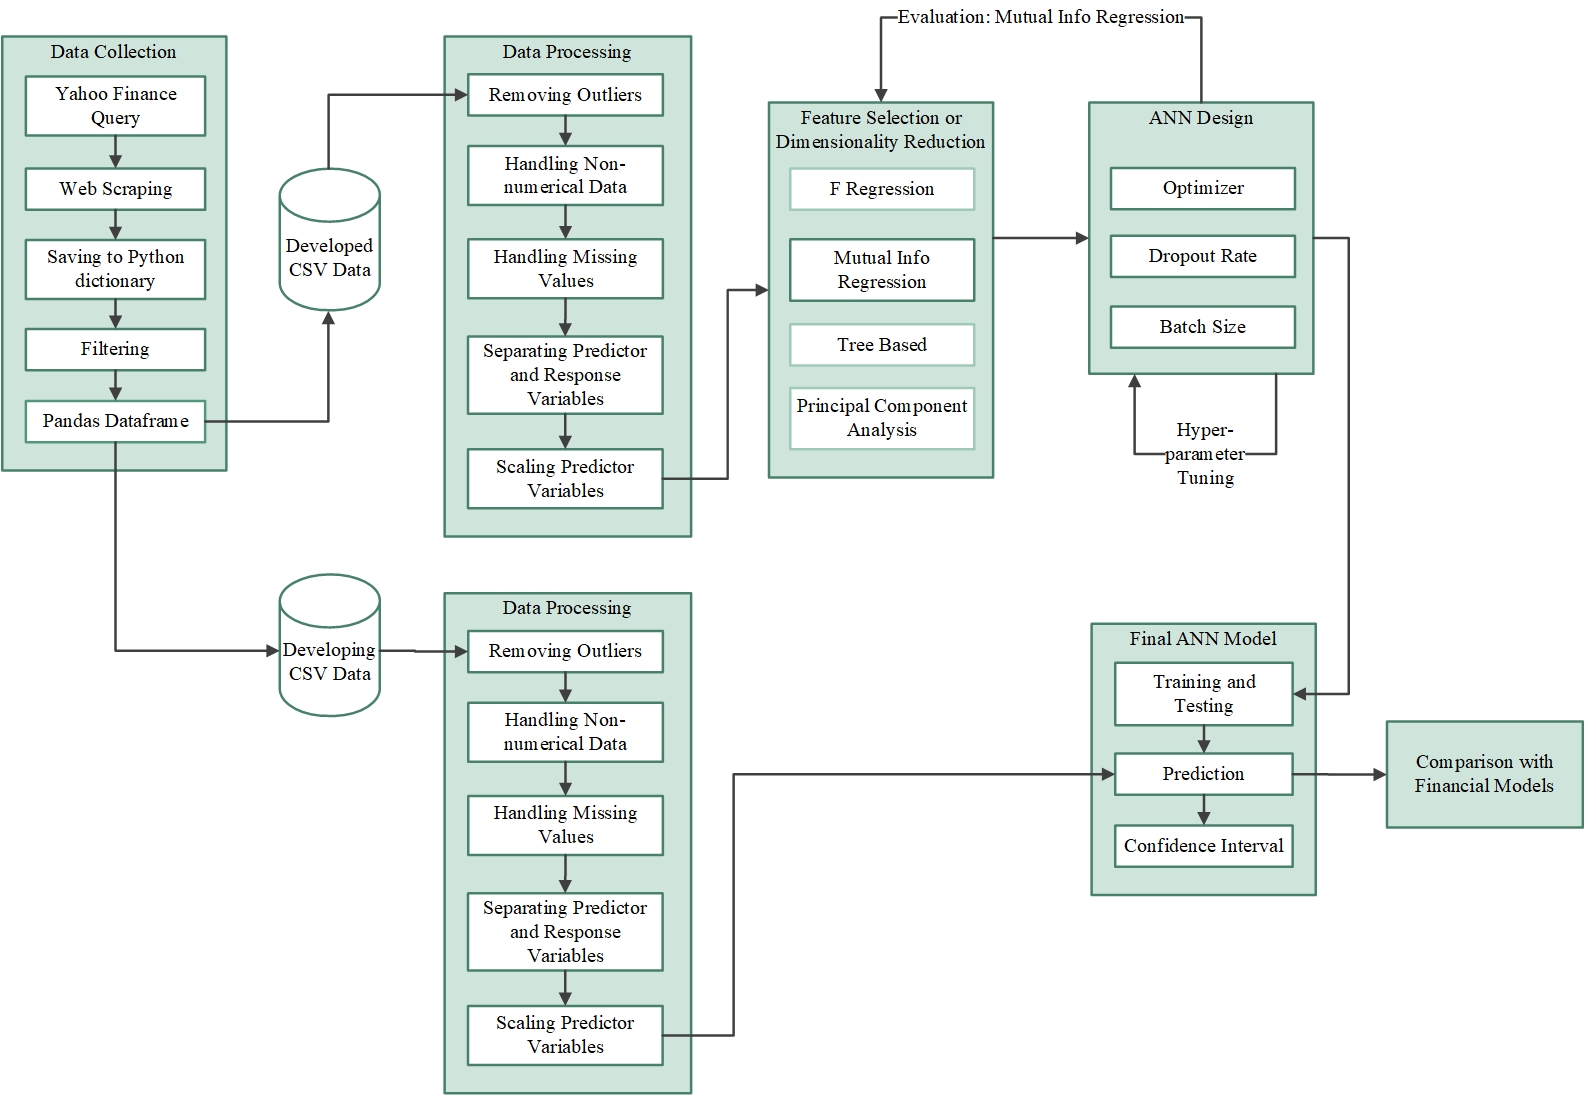 Evaluation: Mutual Info Regression
Data Collection
Yahoo Finance
Query
Web Scraping
Saving to Python
dictionary
Filtering
Pandas Dataframe
Developed
CSV Data
Data Processing
Removing Outliers
Handling Non-
numerical Data
Handling Missing
Values
Separating Predictor
and Response
Variables
Scaling Predictor
Variables
Feature Selection or
Dimensionality Reduction
F Regression
Mutual Info
Regression
Tree Based
Principal Component
Analysis
ANN Design
Optimizer
Dropout Rate
Batch Size
Hyper-
parameter
Tuning
Developing
CSV Data
Data Processing
Removing Outliers
Handling Non-
numerical Data
Handling Missing
Values
Separating Predictor
and Response
Variables
Scaling Predictor
Variables
Final ANN Model
Training and
Testing
Prediction
Confidence Interval
Comparison with
Financial Models